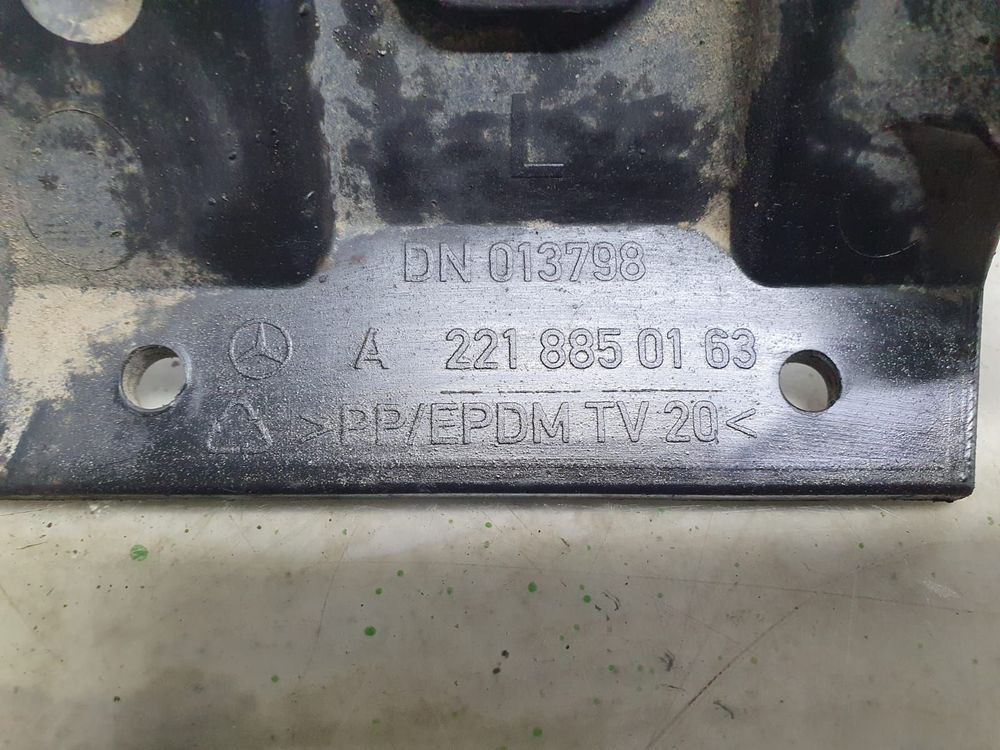 L
DN 013798
A 221 885 01 63
>PP/EPDM TV 20<